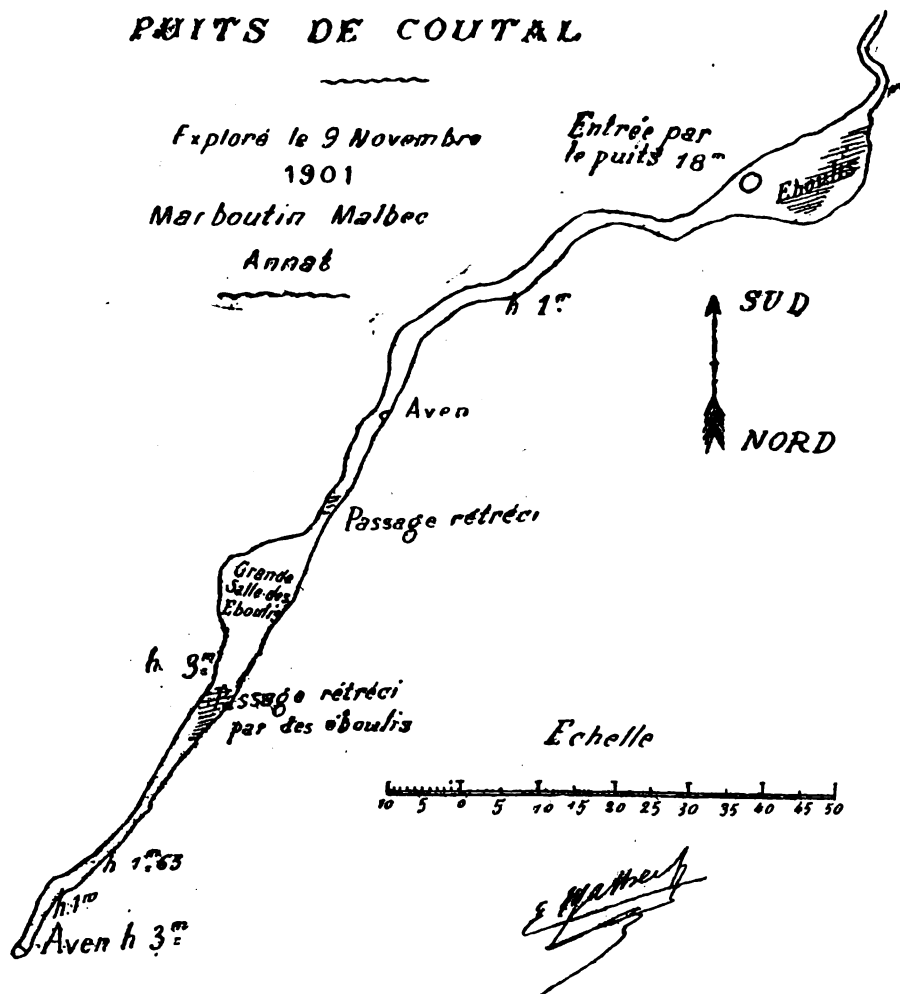 PUITS DE COUTAL
Exploré le 9 Novembre
1901
Marboutin Malbec
Annat
Entrée par
le puits 18m
Eboulis
h 1m
SUD
NORD
Aven
Passage rétréci
Grande
Salle des
Eboulis
h 3m
Passage rétréci
par des éboulis
Echelle
10 5 0 5 10 15 20 25 30 35 40 45 50
h 1m63
h 1m
Aven h 3m